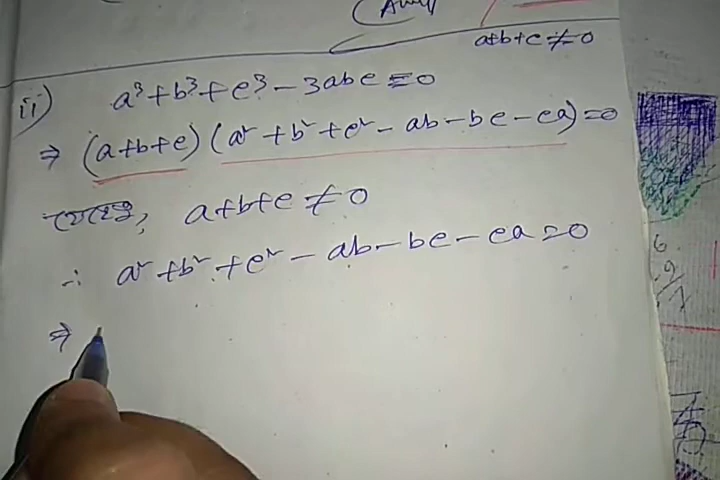 a+b+c ≠ 0
ii) a³ + b³ + c³ - 3abc = 0
⇒ (a+b+c) (a² + b² + c² - ab - bc - ca) = 0
যেহেতু, a+b+c ≠ 0
∴ a² + b² + c² - ab - bc - ca = 0
⇒